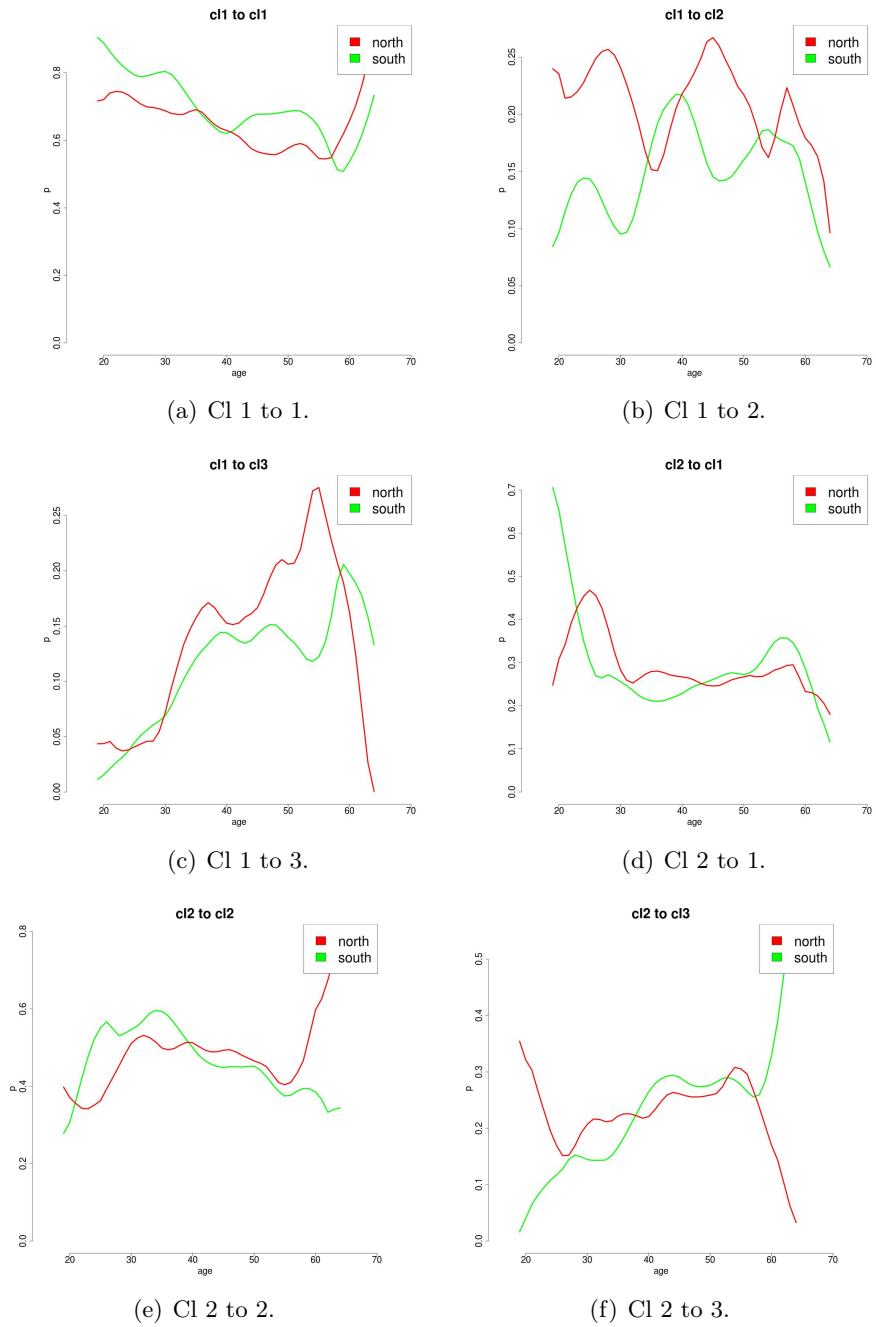 cl1 to cl1
north
south
p
0.0 0.2 0.4 0.6 0.8
20 30 40 50 60 70
age
(a) Cl 1 to 1.
cl1 to cl2
north
south
p
0.00 0.05 0.10 0.15 0.20 0.25
20 30 40 50 60 70
age
(b) Cl 1 to 2.
cl1 to cl3
north
south
p
0.00 0.05 0.10 0.15 0.20 0.25
20 30 40 50 60 70
age
(c) Cl 1 to 3.
cl2 to cl1
north
south
p
0.0 0.1 0.2 0.3 0.4 0.5 0.6 0.7
20 30 40 50 60 70
age
(d) Cl 2 to 1.
cl2 to cl2
north
south
p
0.0 0.2 0.4 0.6 0.8
20 30 40 50 60 70
age
(e) Cl 2 to 2.
cl2 to cl3
north
south
p
0.0 0.1 0.2 0.3 0.4 0.5
20 30 40 50 60 70
age
(f) Cl 2 to 3.